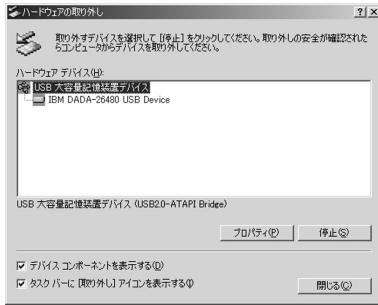 ハードウェアの取り外し
取り外すデバイスを選択して [停止] をクリックしてください。取り外しの安全が確認された
らコンピュータからデバイスを取り外してください。
ハードウェア デバイス(H):
USB 大容量記憶装置デバイス
IBM DADA-26480 USB Device
USB 大容量記憶装置デバイス (USB2.0-ATAPI Bridge)
プロパティ(P) 停止(S)
デバイス コンポーネントを表示する(D)
タスク バーに [取り外し] アイコンを表示する(I)
閉じる(C)